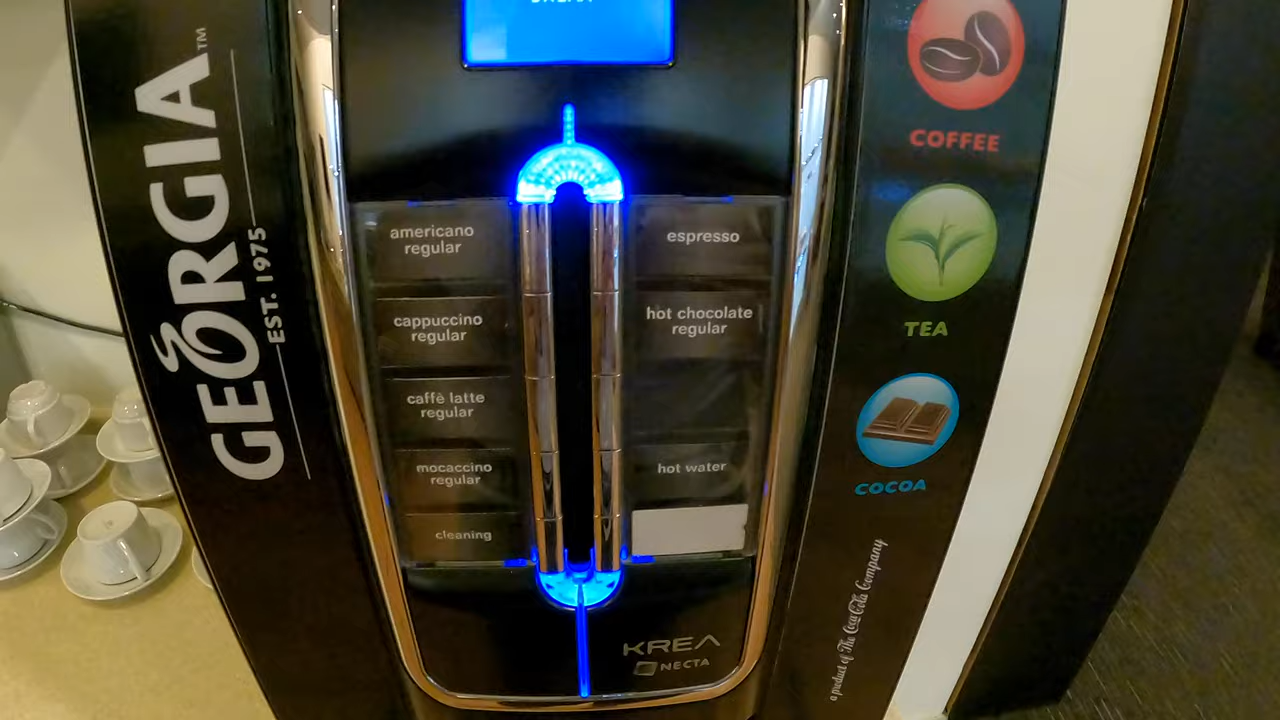 GEORGIA™
EST. 1975
americano
regular
cappuccino
regular
caffè latte
regular
mocaccino
regular
cleaning
espresso
hot chocolate
regular
hot water
KREA
NECTA
COFFEE
TEA
COCOA
a product of The Coca-Cola Company